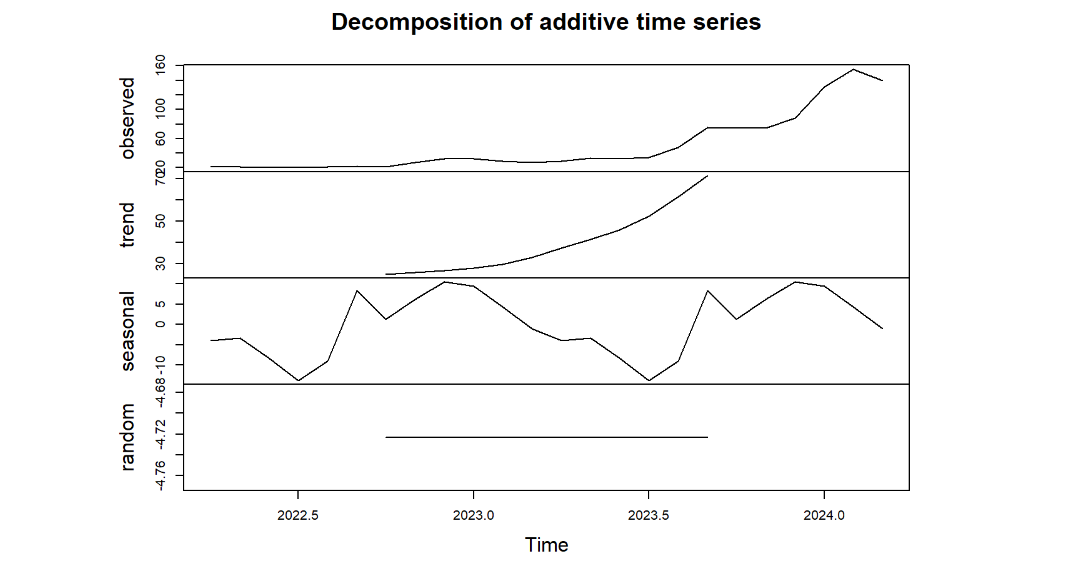 Decomposition of additive time series
observed
160
100
60
20
trend
70
50
30
seasonal
5
0
-10
random
-4.68
-4.72
-4.76
2022.5 2023.0 2023.5 2024.0
Time